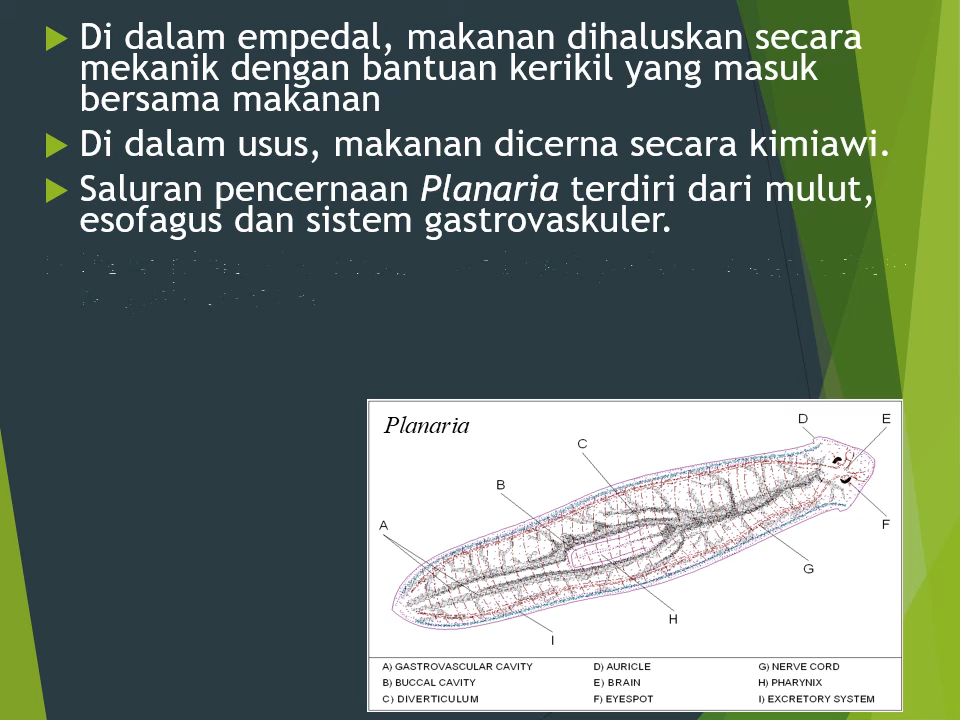 Di dalam empedal, makanan dihaluskan secara
mekanik dengan bantuan kerikil yang masuk
bersama makanan
Di dalam usus, makanan dicerna secara kimiawi.
Saluran pencernaan Planaria terdiri dari mulut,
esofagus dan sistem gastrovaskuler.
Planaria
D
E
C
B
A
F
G
H
I
A) GASTROVASCULAR CAVITY
B) BUCCAL CAVITY
C) DIVERTICULUM
D) AURICLE
E) BRAIN
F) EYESPOT
G) NERVE CORD
H) PHARYNIX
I) EXCRETORY SYSTEM